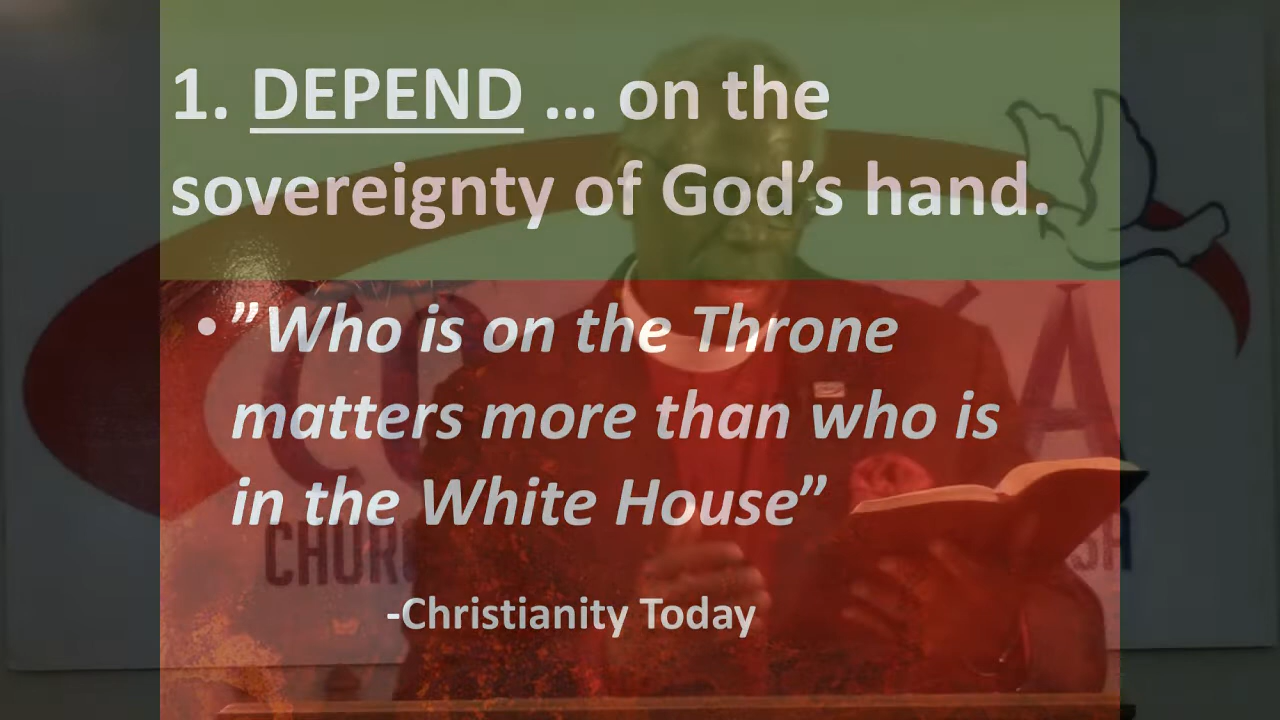 1. DEPEND ... on the
sovereignty of God's hand.
• "Who is on the Throne
matters more than who is
in the White House"
-Christianity Today
CHUR